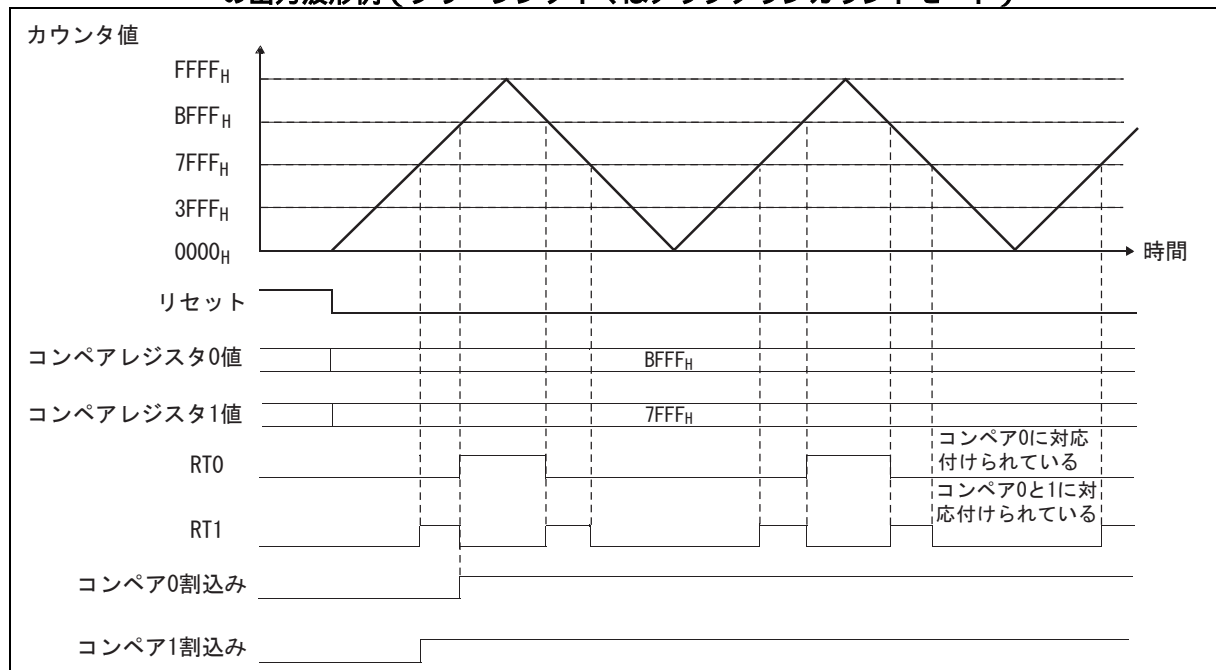 カウンタ値
FFFFH
BFFFH
7FFFH
3FFFH
0000H
時間
リセット
コンペアレジスタ0値
BFFFH
コンペアレジスタ1値
7FFFH
RT0
コンペア0に対応
付けられている
RT1
コンペア0と1に対
応付けられている
コンペア0割込み
コンペア1割込み